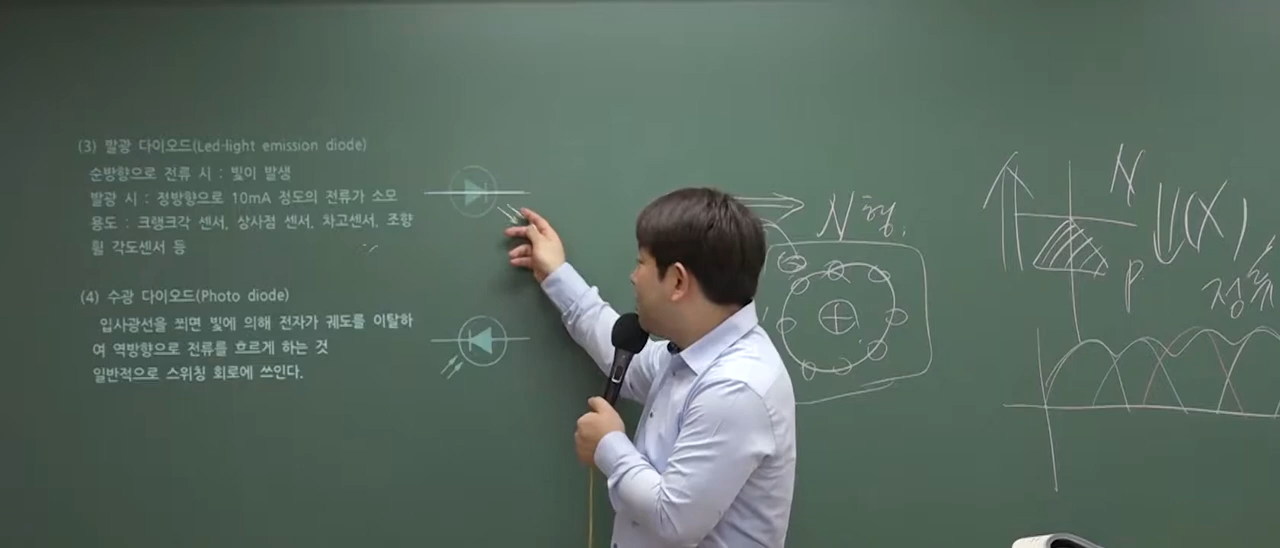 (3) 발광 다이오드(Led-light emission diode)
순방향으로 전류 시 : 빛이 발생
발광 시 : 정방향으로 10mA 정도의 전류가 소모
용도 : 크랭크각 센서, 상사점 센서, 차고센서, 조향
휠 각도센서 등
(4) 수광 다이오드(Photo diode)
입사광선을 쬐면 빛에 의해 전자가 궤도를 이탈하
여 역방향으로 전류를 흐르게 하는 것
일반적으로 스위칭 회로에 쓰인다.
N형.
N
(X)
P
정류